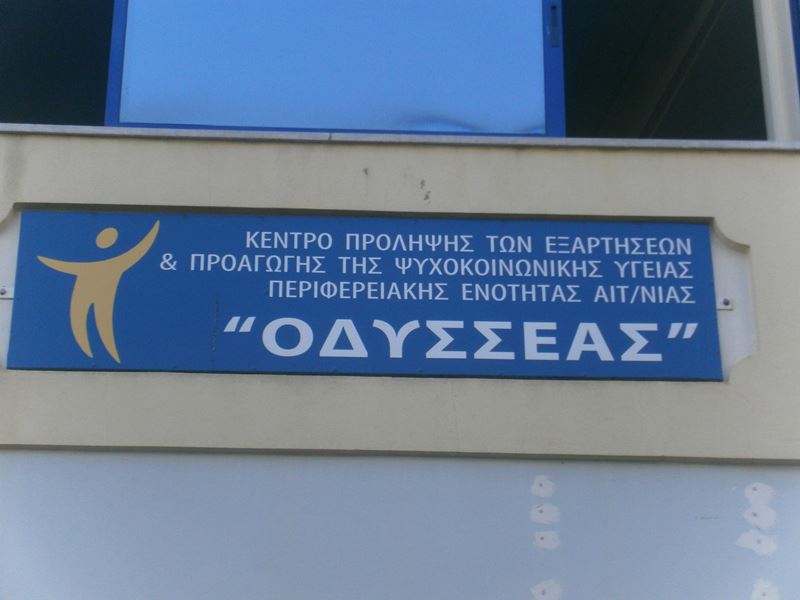 ΚΕΝΤΡΟ ΠΡΟΛΗΨΗΣ ΤΩΝ ΕΞΑΡΤΗΣΕΩΝ
& ΠΡΟΑΓΩΓΗΣ ΤΗΣ ΨΥΧΟΚΟΙΝΩΝΙΚΗΣ ΥΓΕΙΑΣ
ΠΕΡΙΦΕΡΕΙΑΚΗΣ ΕΝΟΤΗΤΑΣ ΑΙΤ/ΝΙΑΣ
“ΟΔΥΣΣΕΑΣ”